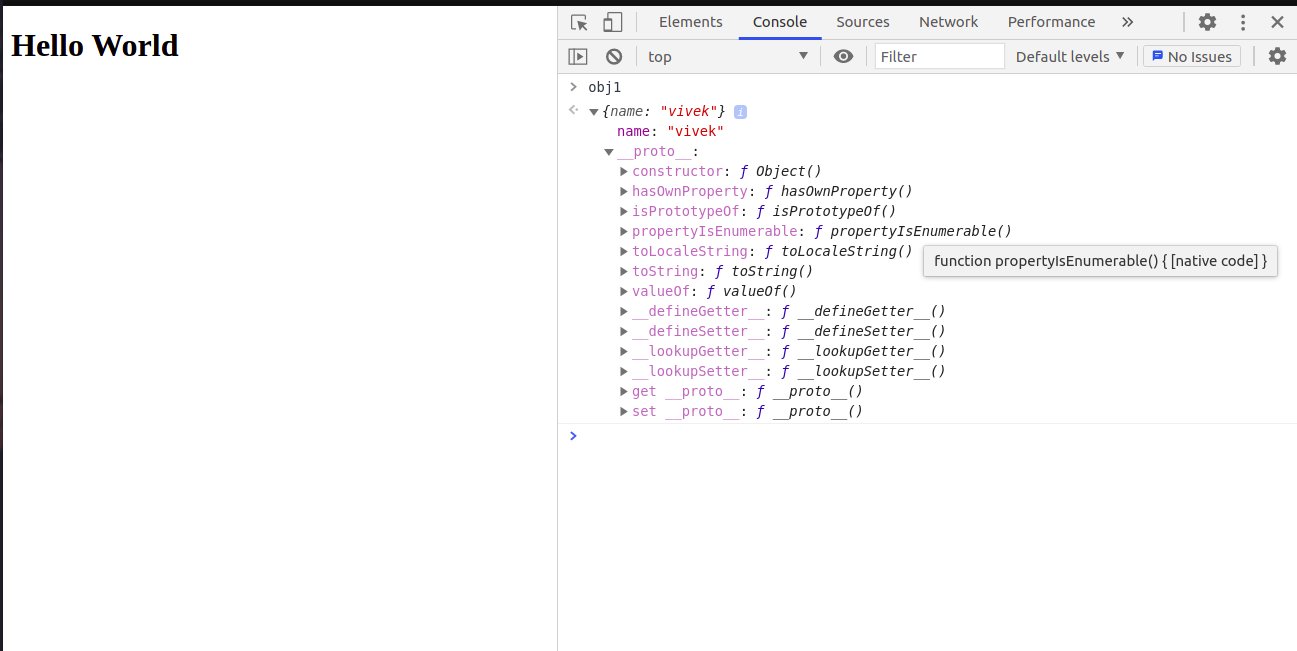 Hello World
Elements Console Sources Network Performance »
top ▼ Filter Default levels ▼ No Issues
> obj1
▼{name: "vivek"} i
name: "vivek"
▼__proto__:
▶constructor: ƒ Object()
▶hasOwnProperty: ƒ hasOwnProperty()
▶isPrototypeOf: ƒ isPrototypeOf()
▶propertyIsEnumerable: ƒ propertyIsEnumerable()
▶toLocaleString: ƒ toLocaleString()
function propertyIsEnumerable() { [native code] }
▶toString: ƒ toString()
▶valueOf: ƒ valueOf()
▶__defineGetter__: ƒ __defineGetter__()
▶__defineSetter__: ƒ __defineSetter__()
▶__lookupGetter__: ƒ __lookupGetter__()
▶__lookupSetter__: ƒ __lookupSetter__()
▶get __proto__: ƒ __proto__()
▶set __proto__: ƒ __proto__()
>